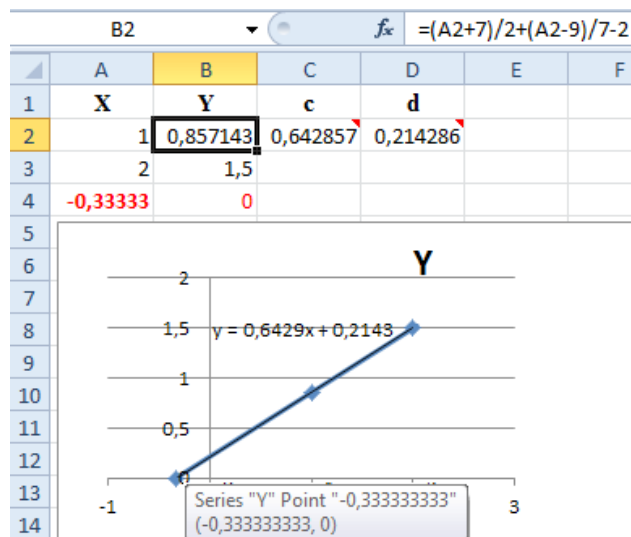 B2 fx =(A2+7)/2+(A2-9)/7-2
A B C D E F
1 X Y c d
2 1 0,857143 0,642857 0,214286
3 2 1,5
4 -0,33333 0
5
6 Y
7 2
8 1,5 y = 0,6429x + 0,2143
9
10 1
11 0,5
12
13 0
Series "Y" Point "-0,333333333"
-1 3
14 (-0,333333333, 0)